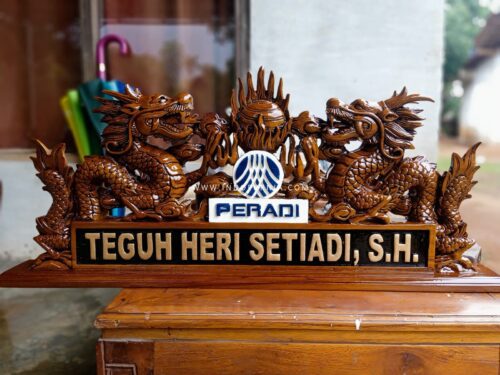 PERADI
TEGUH HERI SETIADI, S.H.